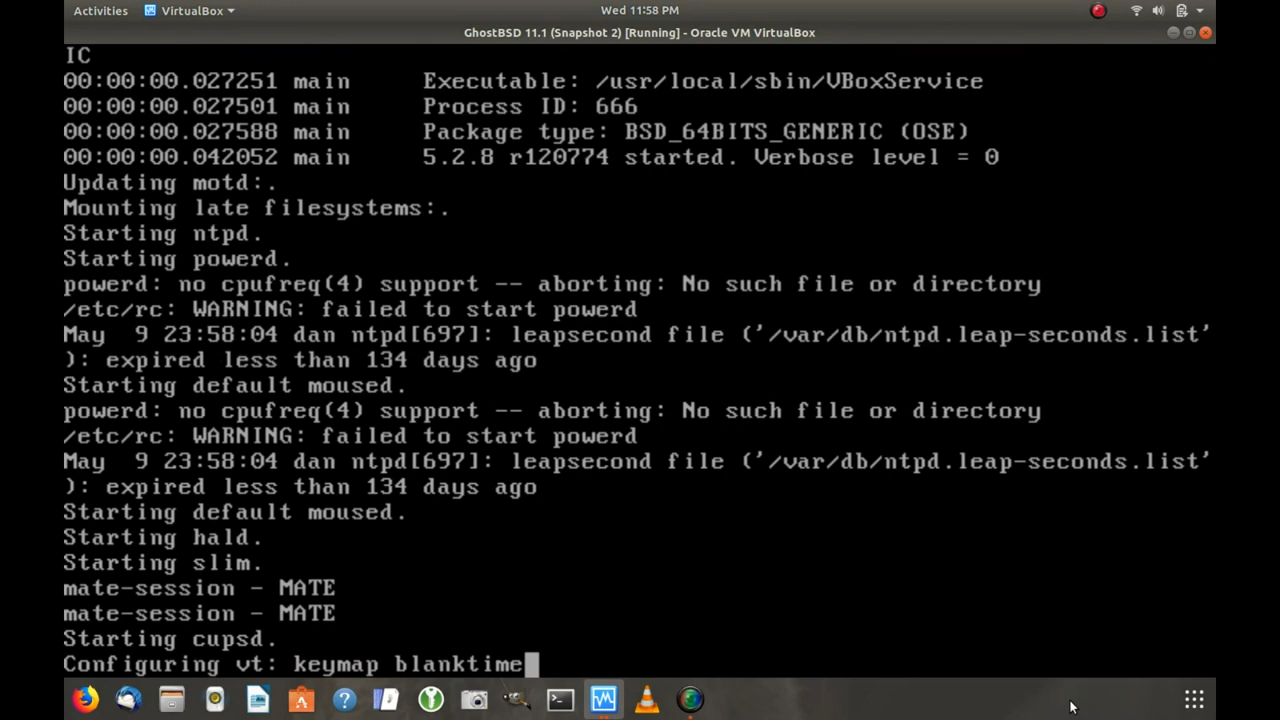 Activities VirtualBox Wed 11:58 PM
GhostBSD 11.1 (Snapshot 2) [Running] - Oracle VM VirtualBox
IC
00:00:00.027251 main Executable: /usr/local/sbin/VBoxService
00:00:00.027501 main Process ID: 666
00:00:00.027588 main Package type: BSD_64BITS_GENERIC (OSE)
00:00:00.042052 main 5.2.8 r120774 started. Verbose level = 0
Updating motd:.
Mounting late filesystems:.
Starting ntpd.
Starting powerd.
powerd: no cpufreq(4) support -- aborting: No such file or directory
/etc/rc: WARNING: failed to start powerd
May 9 23:58:04 dan ntpd[697]: leapsecond file ('/var/db/ntpd.leap-seconds.list'
): expired less than 134 days ago
Starting default moused.
powerd: no cpufreq(4) support -- aborting: No such file or directory
/etc/rc: WARNING: failed to start powerd
May 9 23:58:04 dan ntpd[697]: leapsecond file ('/var/db/ntpd.leap-seconds.list'
): expired less than 134 days ago
Starting default moused.
Starting hald.
Starting slim.
mate-session - MATE
mate-session - MATE
Starting cupsd.
Configuring vt: keymap blanktime